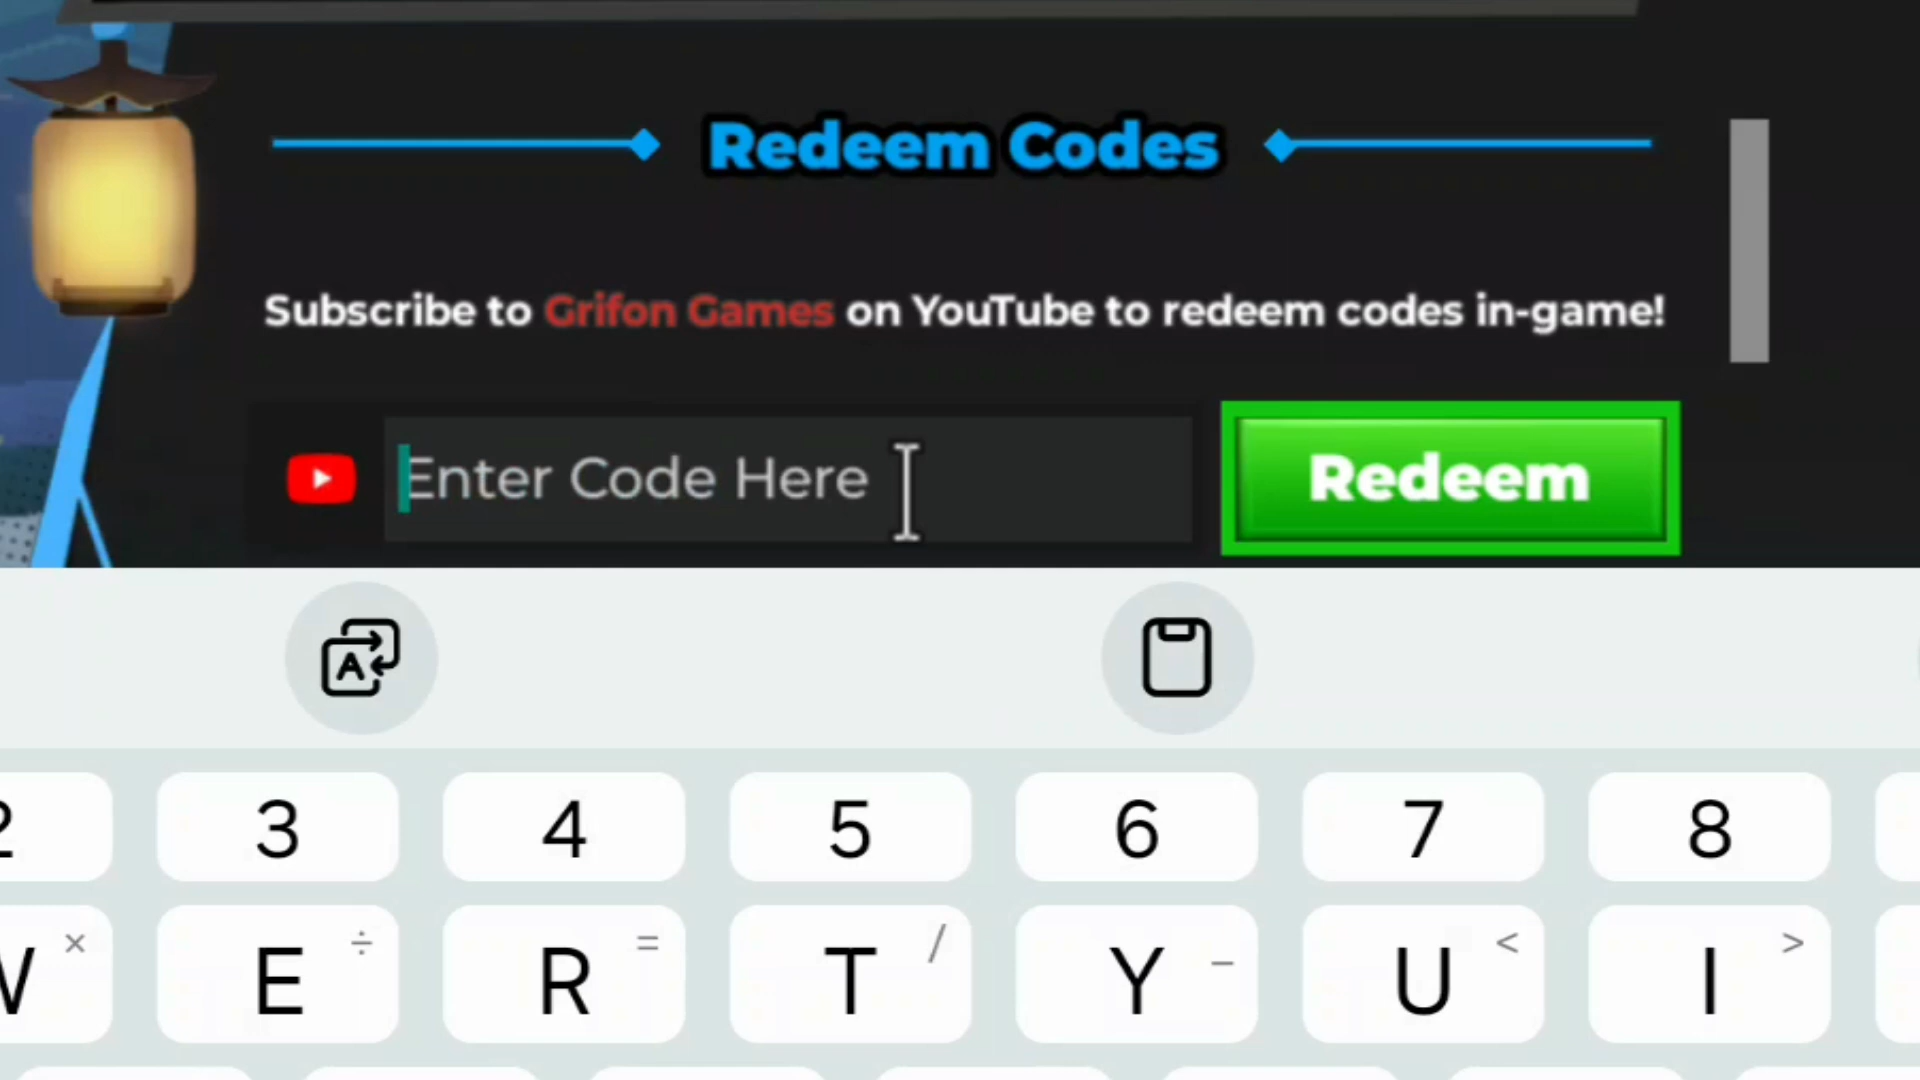 Redeem Codes
Subscribe to Grifon Games on YouTube to redeem codes in-game!
Enter Code Here
Redeem
A
2 3 4 5 6 7 8
W × E ÷ R = T / Y - U < I >